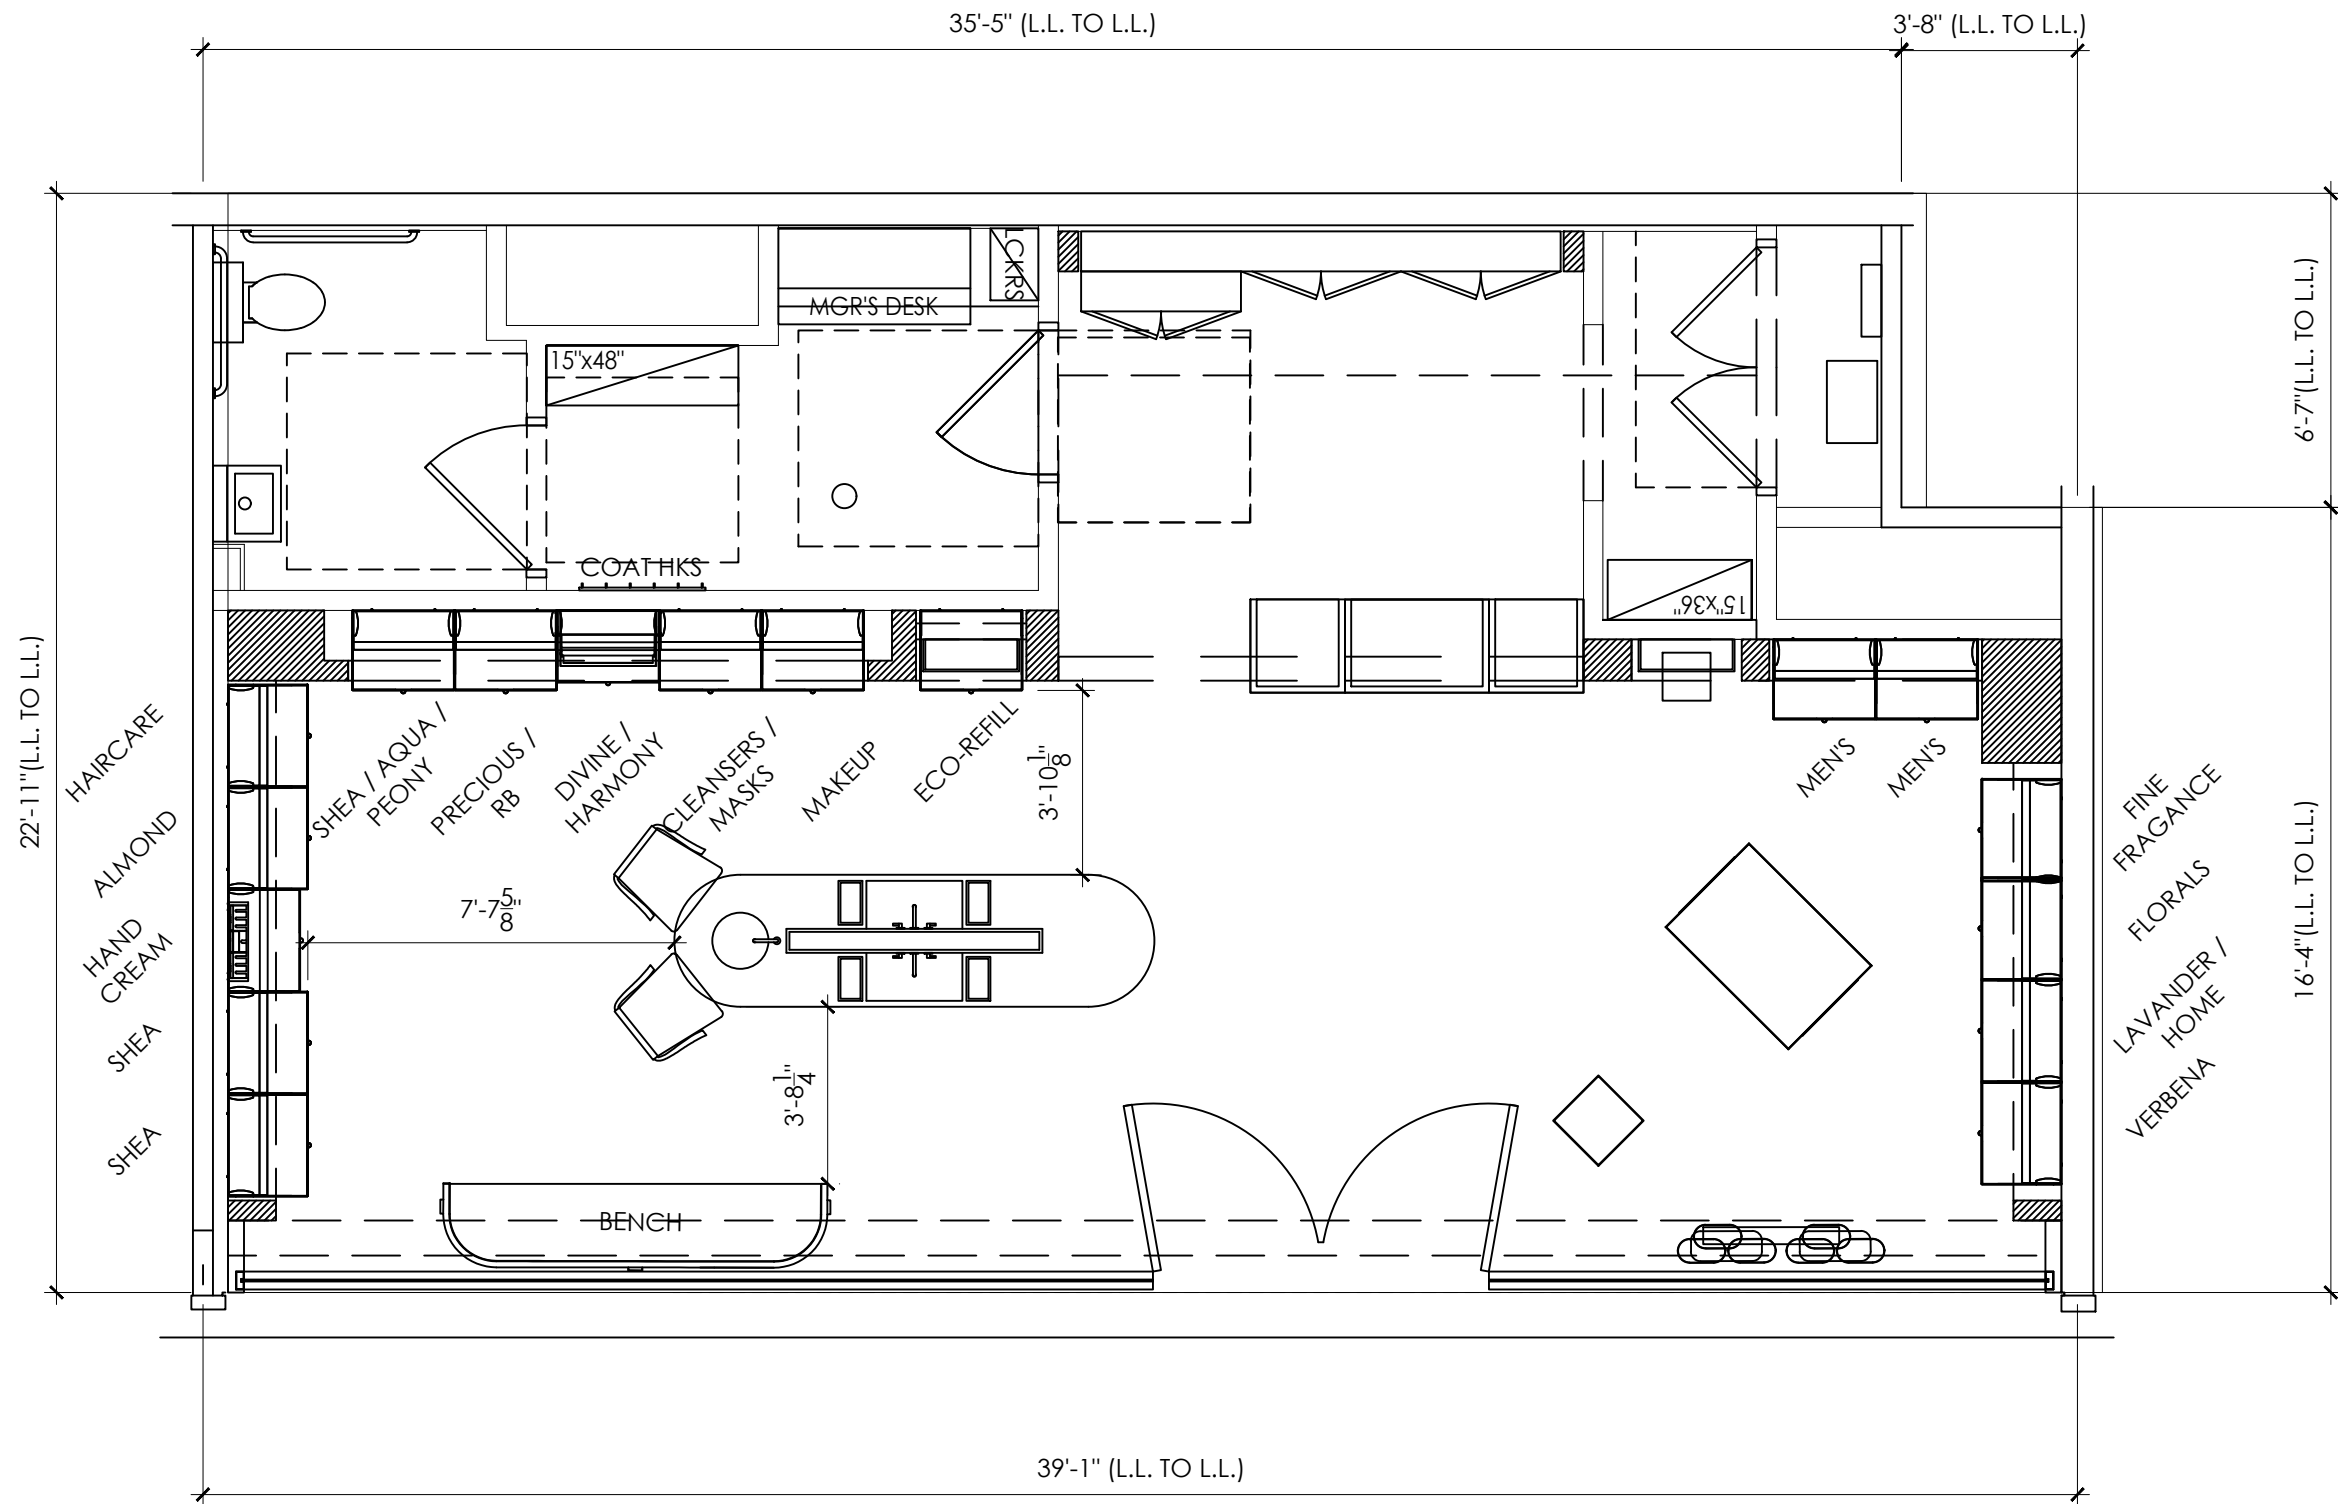 35'-5" (L.L. TO L.L.)
3'-8" (L.L. TO L.L.)
LCKRS
MGR'S DESK
15"x48"
6'-7"(L.L. TO L.L.)
COAT HKS
15"x36"
22'-11"(L.L. TO L.L.)
HAIRCARE
ALMOND
HAND
CREAM
SHEA
SHEA
SHEA / AQUA /
PEONY
PRECIOUS /
RB
DIVINE /
HARMONY
CLEANSERS /
MASKS
MAKEUP
ECO-REFILL
3'-10 1/8"
MEN'S
MEN'S
FINE
FRAGANCE
FLORALS
LAVANDER /
HOME
VERBENA
16'-4"(L.L. TO L.L.)
7'-7 5/8"
3'-8 1/4"
BENCH
39'-1" (L.L. TO L.L.)